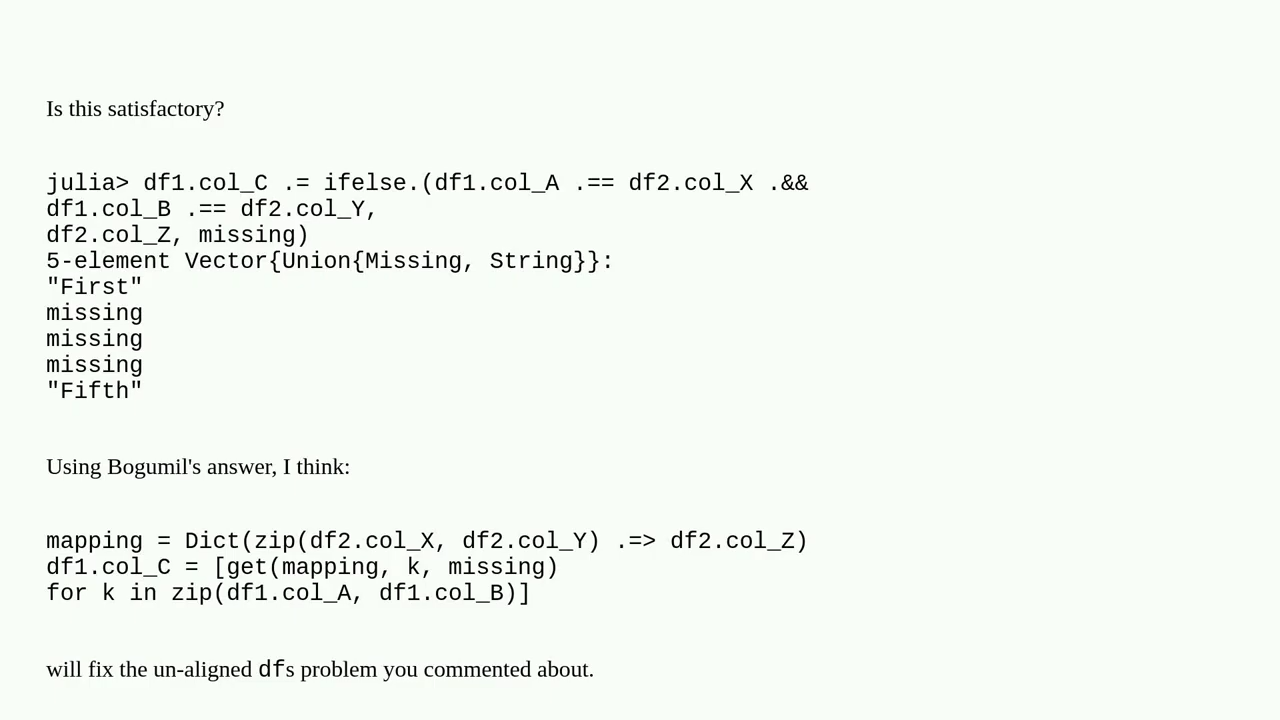 Is this satisfactory?
julia> df1.col_C .= ifelse.(df1.col_A .== df2.col_X .&&
df1.col_B .== df2.col_Y,
df2.col_Z, missing)
5-element Vector{Union{Missing, String}}:
"First"
missing
missing
missing
"Fifth"
Using Bogumil's answer, I think:
mapping = Dict(zip(df2.col_X, df2.col_Y) .=> df2.col_Z)
df1.col_C = [get(mapping, k, missing)
for k in zip(df1.col_A, df1.col_B)]
will fix the un-aligned dfs problem you commented about.